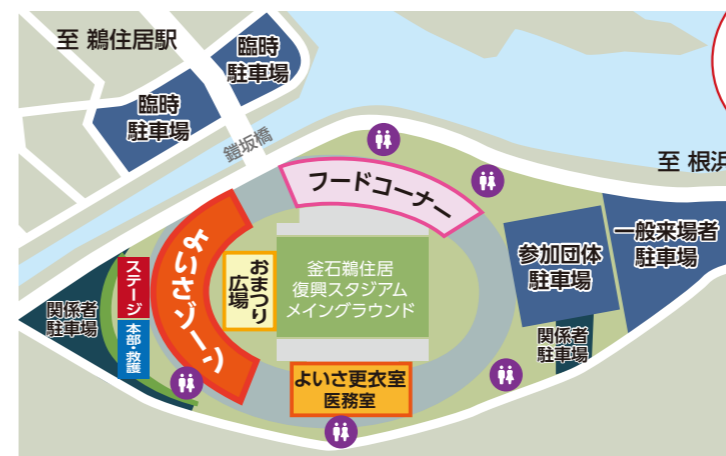 至 鵜住居駅
臨時
駐車場
臨時
駐車場
鎧坂橋
至 根浜
フードコーナー
よいさゾーン
おまつり
広場
釜石鵜住居
復興スタジアム
メイングラウンド
参加団体
駐車場
一般来場者
駐車場
ステージ
本部・救護
関係者
駐車場
関係者
駐車場
よいさ更衣室
医務室